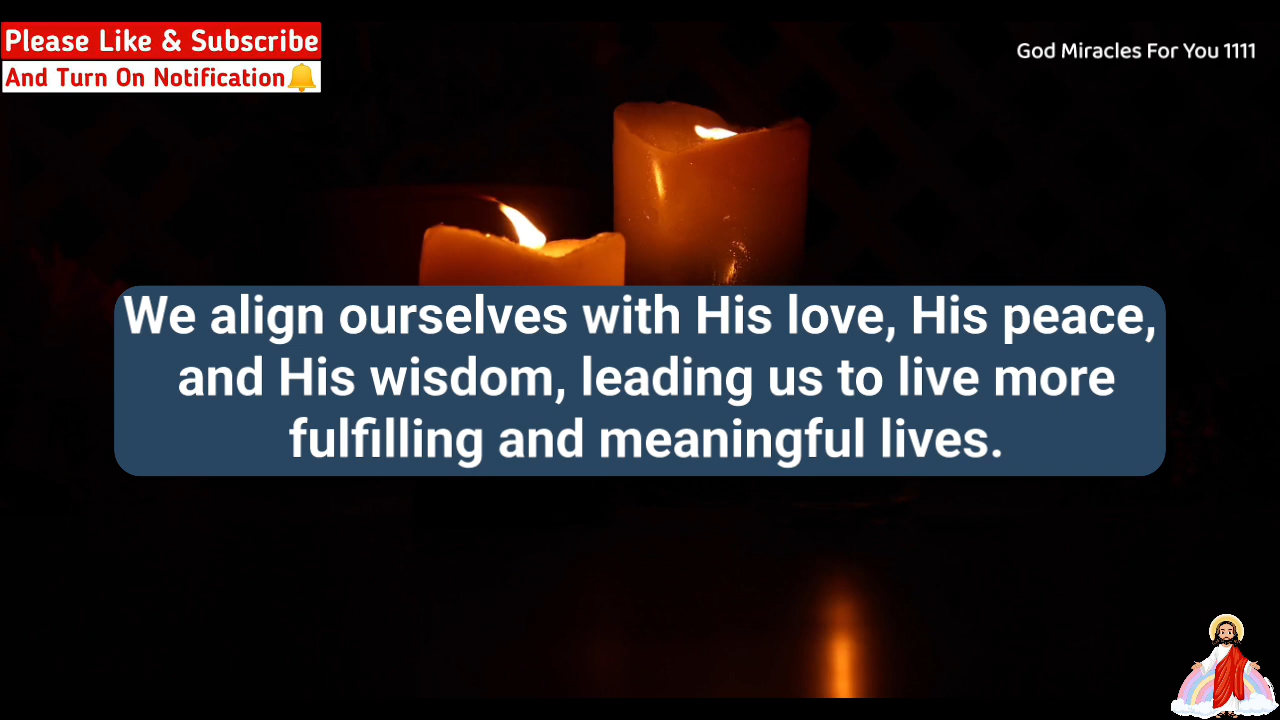 Please Like & Subscribe
And Turn On Notification🔔
God Miracles For You 1111
We align ourselves with His love, His peace,
and His wisdom, leading us to live more
fulfilling and meaningful lives.